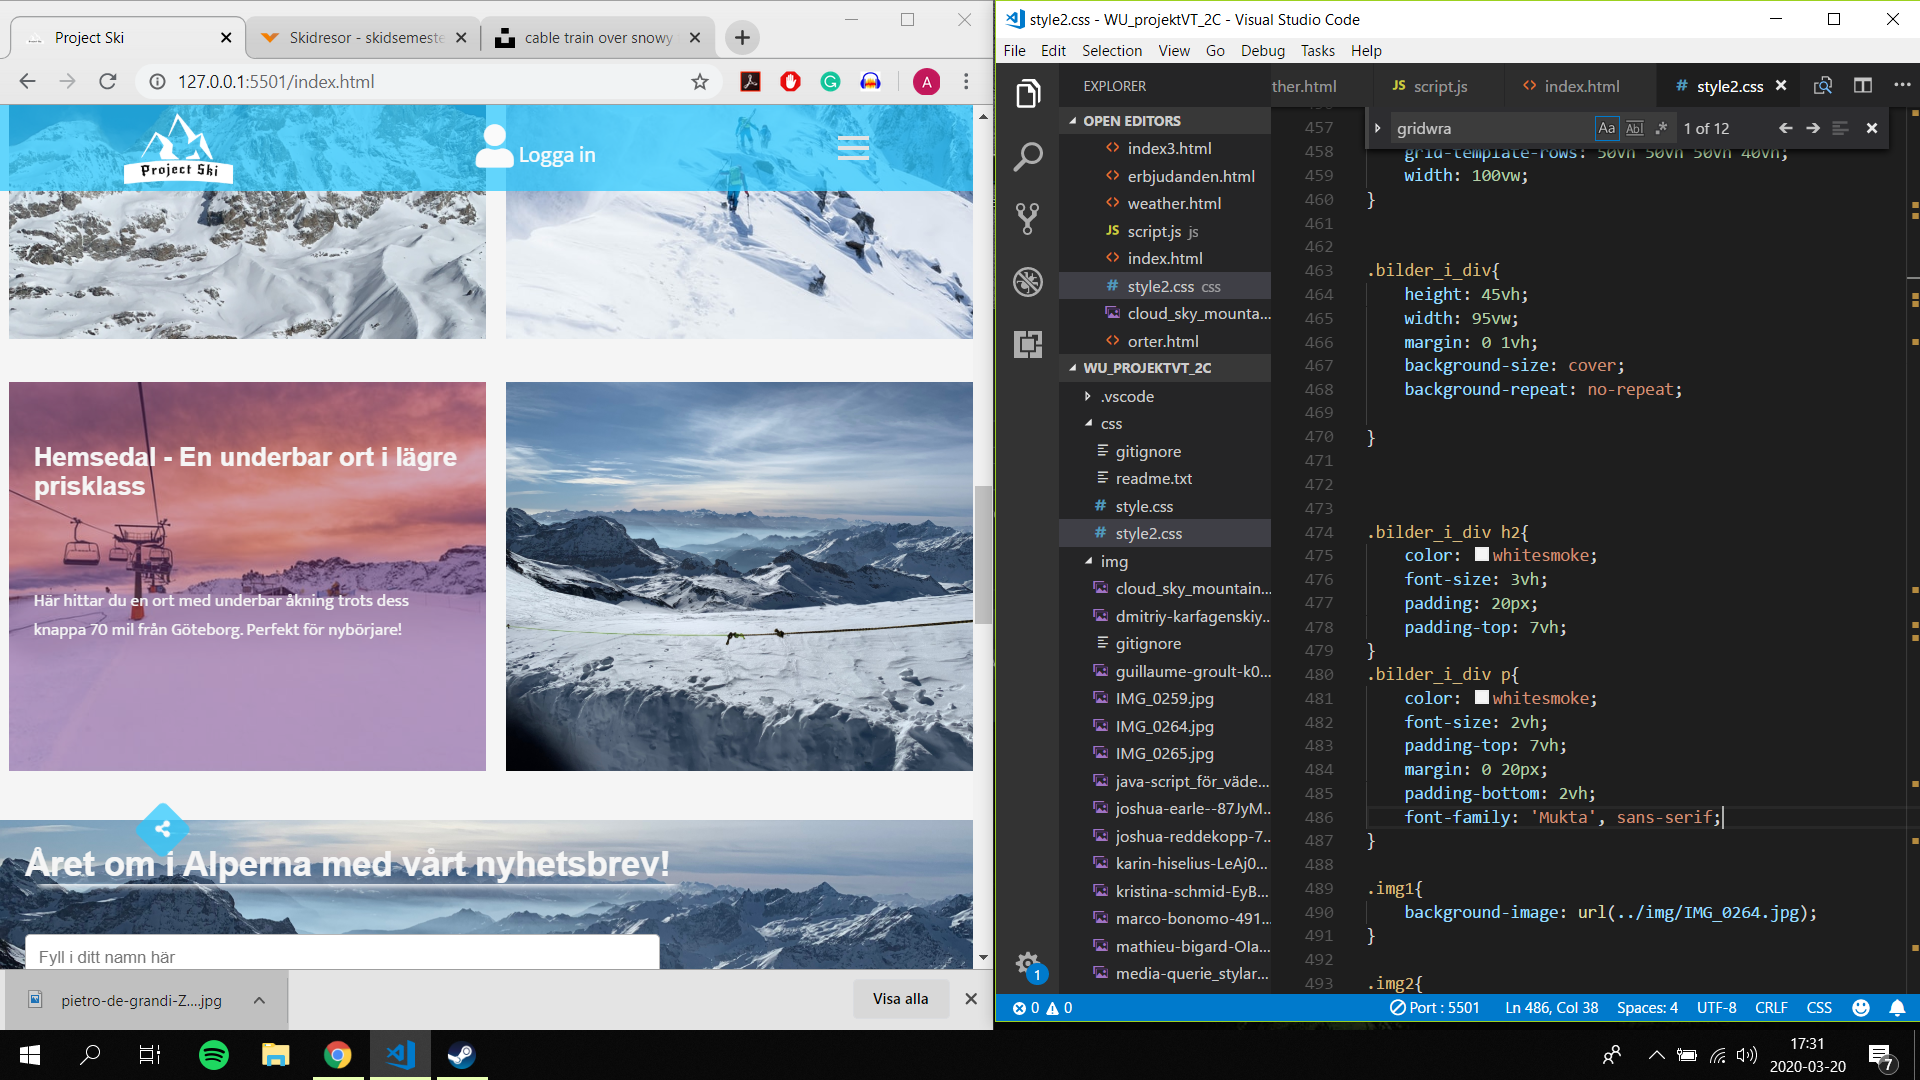 Project Ski
Skidresor - skidsemeste
cable train over snowy
127.0.0.1:5501/index.html
A
Project Ski
Logga in
Hemsedal - En underbar ort i lägre
prisklass
Här hittar du en ort med underbar åkning trots dess
knappa 70 mil från Göteborg. Perfekt för nybörjare!
Året om i Alperna med vårt nyhetsbrev!
Fyll i ditt namn här
pietro-de-grandi-Z....jpg
Visa alla
style2.css - WU_projektVT_2C - Visual Studio Code
File Edit Selection View Go Debug Tasks Help
EXPLORER
ther.html
JS script.js
<> index.html
# style2.css
OPEN EDITORS
<> index3.html
<> erbjudanden.html
<> weather.html
JS script.js js
<> index.html
# style2.css css
cloud_sky_mounta...
<> orter.html
WU_PROJEKTVT_2C
.vscode
css
gitignore
readme.txt
# style.css
# style2.css
img
cloud_sky_mountain...
dmitriy-karfagenskiy...
gitignore
guillaume-groult-k0...
IMG_0259.jpg
IMG_0264.jpg
IMG_0265.jpg
java-script_för_väde...
joshua-earle--87JyM...
joshua-reddekopp-7...
karin-hiselius-LeAj0...
kristina-schmid-EyB...
marco-bonomo-491...
mathieu-bigard-OIa...
media-querie_stylar...
gridwra
Aa Abl .* 1 of 12
457
458 grid-template-rows: 50vh 50vh 50vh 40vh;
459 width: 100vw;
460 }
461
462
463 .bilder_i_div{
464 height: 45vh;
465 width: 95vw;
466 margin: 0 1vh;
467 background-size: cover;
468 background-repeat: no-repeat;
469
470 }
471
472
473
474 .bilder_i_div h2{
475 color: whitesmoke;
476 font-size: 3vh;
477 padding: 20px;
478 padding-top: 7vh;
479 }
480 .bilder_i_div p{
481 color: whitesmoke;
482 font-size: 2vh;
483 padding-top: 7vh;
484 margin: 0 20px;
485 padding-bottom: 2vh;
486 font-family: 'Mukta', sans-serif;
487 }
488
489 .img1{
490 background-image: url(../img/IMG_0264.jpg);
491 }
492
493 .img2{
1
0 0
Port : 5501
Ln 486, Col 38
Spaces: 4
UTF-8
CRLF
CSS
17:31
2020-03-20
7